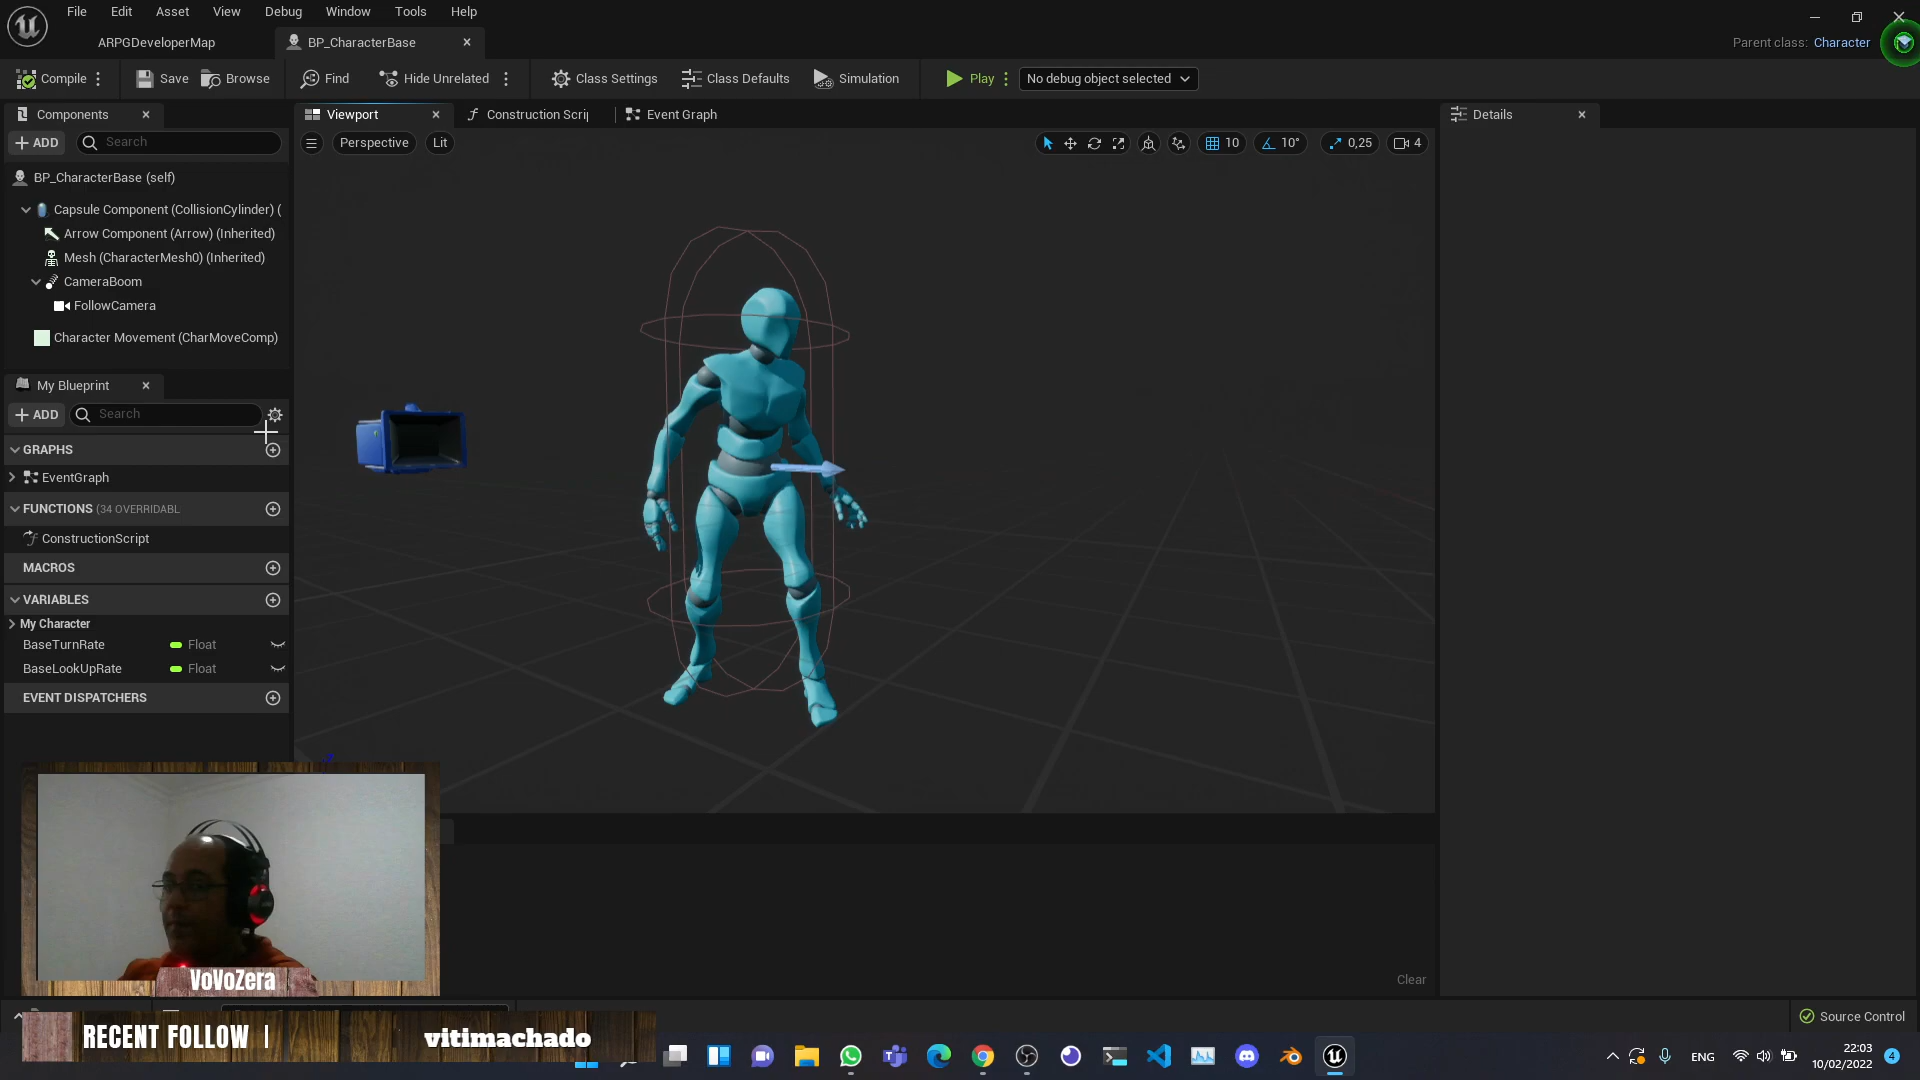 File Edit Asset View Debug Window Tools Help
ARPGDeveloperMap
BP_CharacterBase
Parent class: Character
Compile
Save
Browse
Find
Hide Unrelated
Class Settings
Class Defaults
Simulation
Play
No debug object selected
Components
Viewport
Construction Scrip
Event Graph
Details
+ ADD
Search
Perspective
Lit
10
10°
0,25
4
BP_CharacterBase (self)
Capsule Component (CollisionCylinder) (
Arrow Component (Arrow) (Inherited)
Mesh (CharacterMesh0) (Inherited)
CameraBoom
FollowCamera
Character Movement (CharMoveComp)
My Blueprint
+ ADD
Search
GRAPHS
EventGraph
FUNCTIONS (34 OVERRIDABL
ConstructionScript
MACROS
VARIABLES
My Character
BaseTurnRate Float
BaseLookUpRate Float
EVENT DISPATCHERS
VoVoZera
Clear
Source Control
RECENT FOLLOW |
vitimachado
ENG
22:03
10/02/2022
4